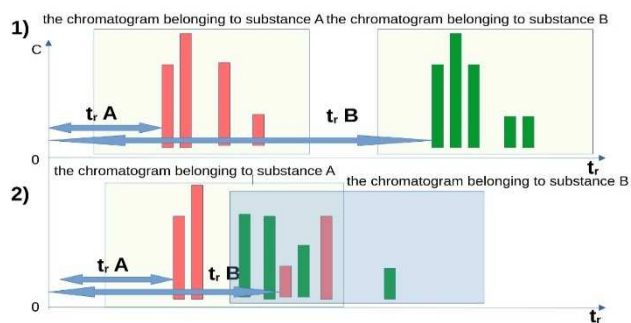 the chromatogram belonging to substance A the chromatogram belonging to substance B
1)
C
tᵣ A
tᵣ B
0
tᵣ
the chromatogram belonging to substance A
the chromatogram belonging to substance B
2)
tᵣ A
tᵣ B
0
tᵣ